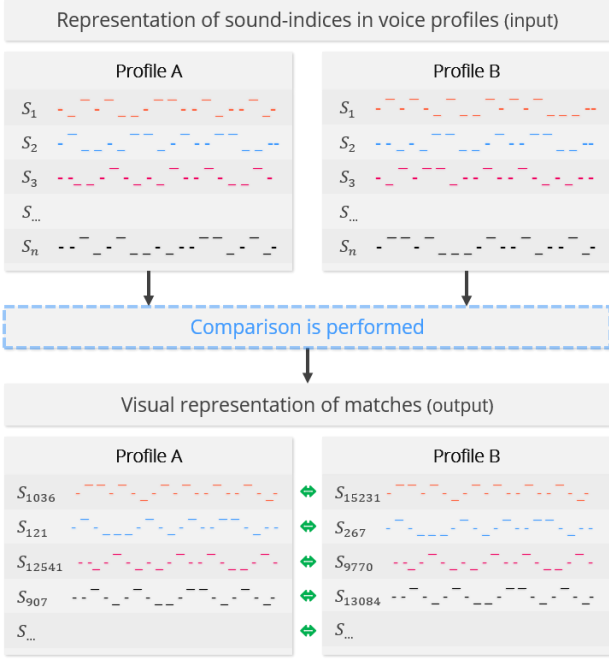 Representation of sound-indices in voice profiles (input)
Profile A
Profile B
S₁
S₁
S₂
S₂
S₃
S₃
S...
S...
Sₙ
Sₙ
Comparison is performed
Visual representation of matches (output)
Profile A
Profile B
S₁₀₃₆ ⇔ S₁₅₂₃₁
S₁₂₁ ⇔ S₂₆₇
S₁₂₅₄₁ ⇔ S₉₇₇₀
S₉₀₇ ⇔ S₁₃₀₈₄
S... ⇔ S...